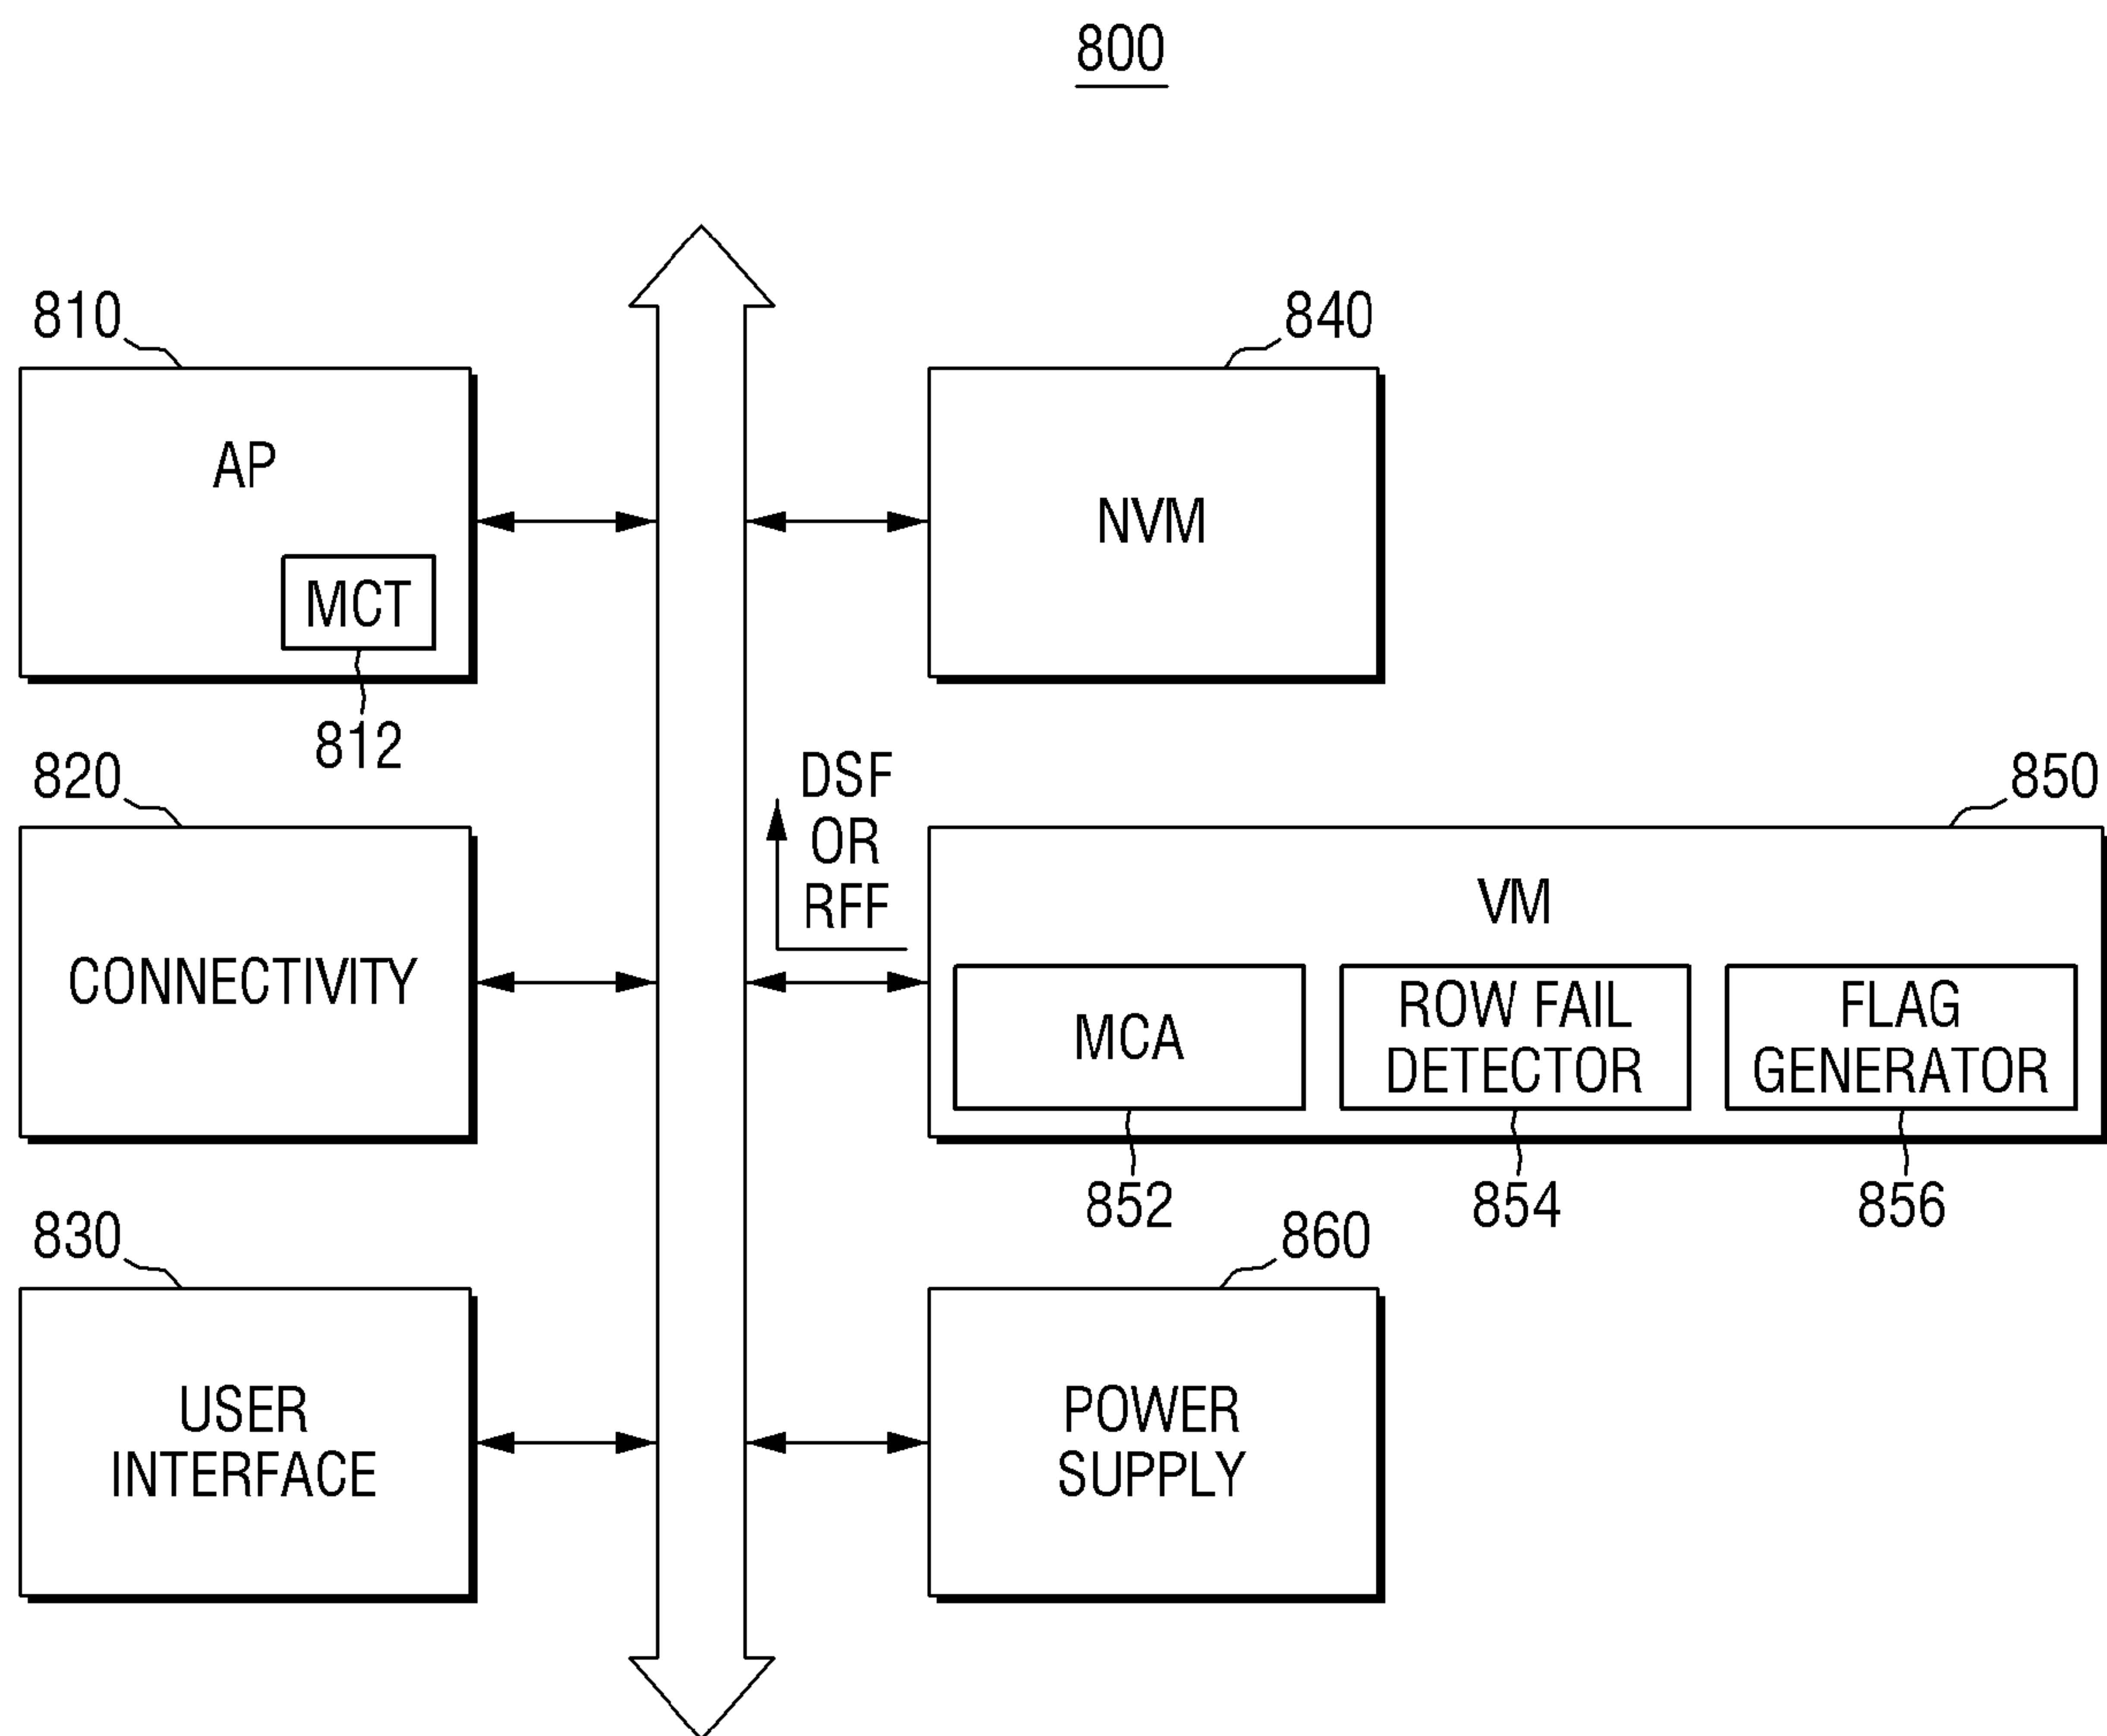 800
810
AP
MCT
812
840
NVM
820
CONNECTIVITY
DSF
OR
RFF
850
VM
MCA
ROW FAIL
DETECTOR
FLAG
GENERATOR
852
854
856
830
USER
INTERFACE
860
POWER
SUPPLY